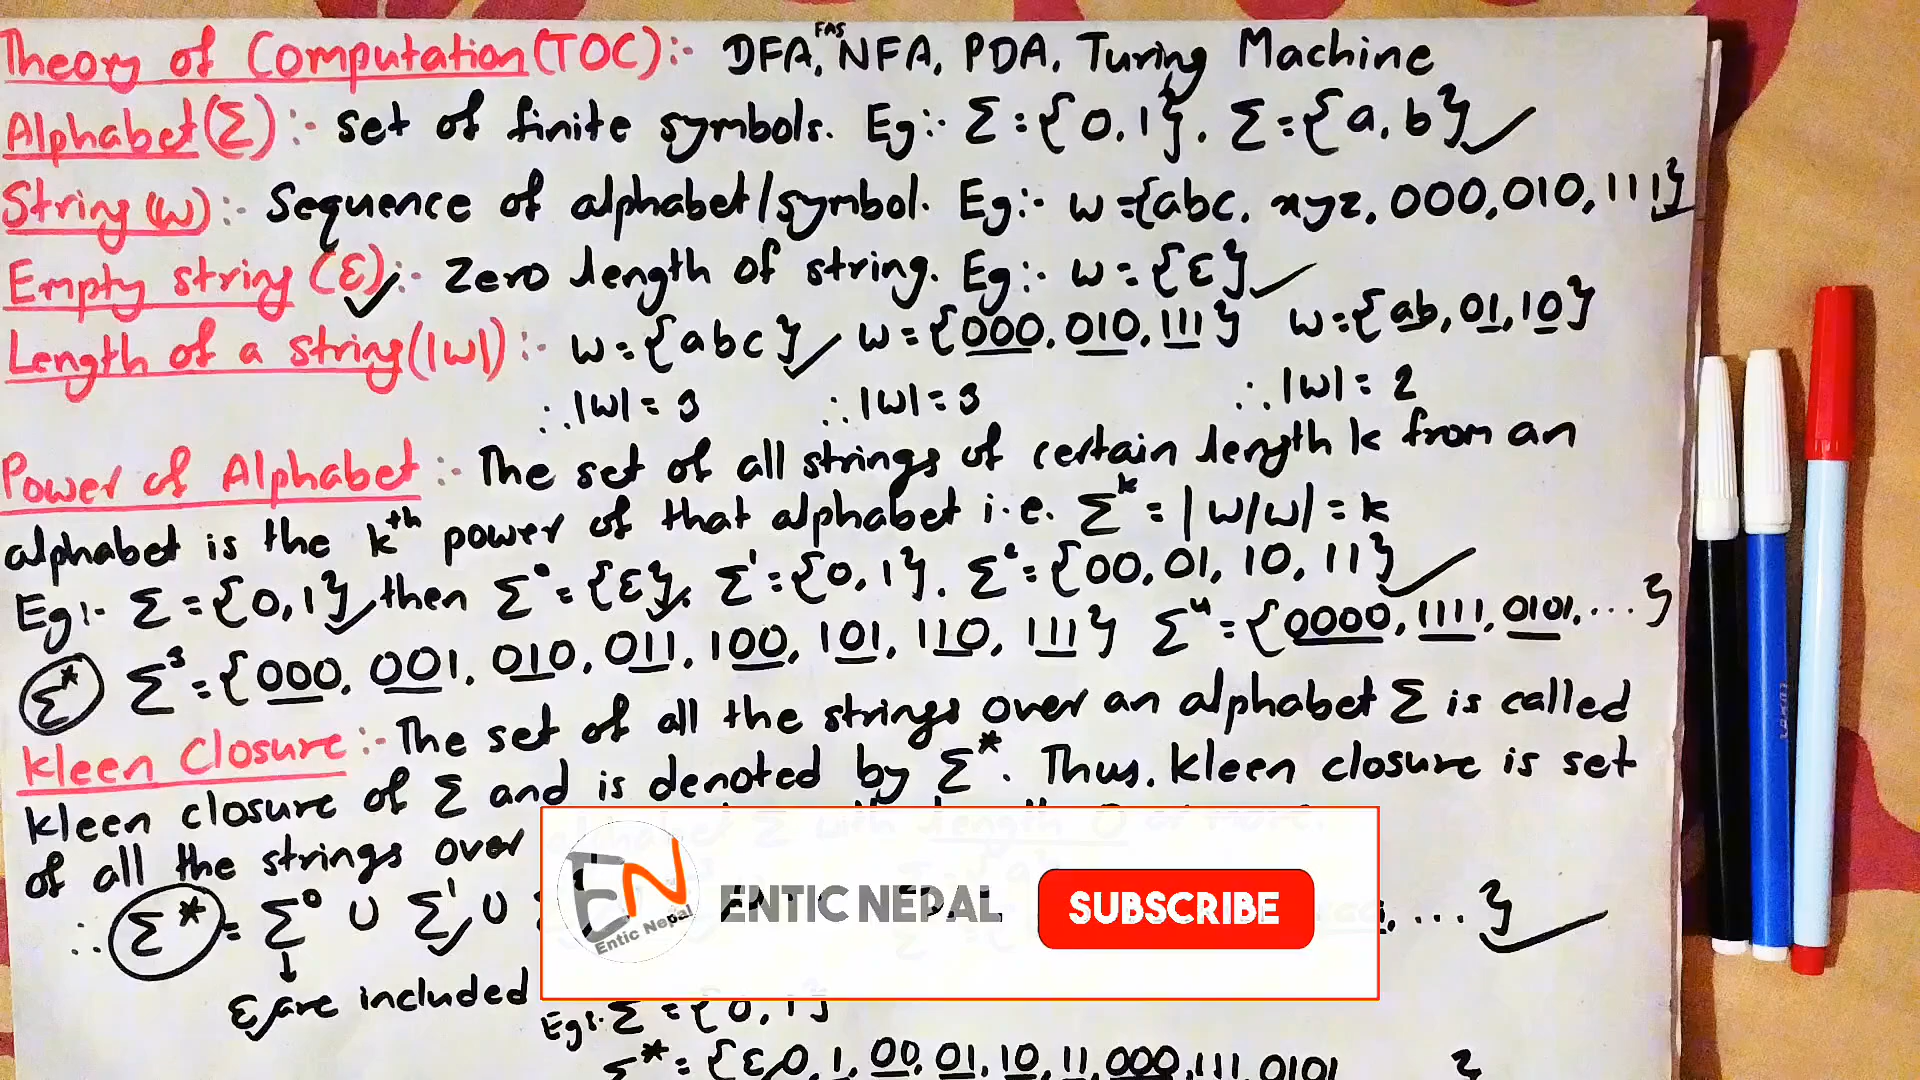 Theory of Computation (TOC):- DFA, FAS NFA, PDA, Turing Machine
Alphabet (Σ):- set of finite symbols. Eg:- Σ = {0,1}, Σ = {a, b}
String (w):- Sequence of alphabet/symbol. Eg:- w = {abc, xyz, 000, 010, 111}
Empty string (ε):- Zero length of string. Eg:- w = {ε}
Length of a string (|w|):- w = {abc} w = {000, 010, 111} w = {ab, 01, 10}
∴ |w| = 3 ∴ |w| = 3 ∴ |w| = 2
Power of Alphabet:- The set of all strings of certain length k from an
alphabet is the kth power of that alphabet i.e. Σ^k = |w/w| = k
Eg:- Σ = {0,1} then Σ⁰ = {ε}, Σ¹ = {0,1}, Σ² = {00, 01, 10, 11}
Σ* Σ³ = {000, 001, 010, 011, 100, 101, 110, 111} Σ⁴ = {0000, 1111, 0101, ...}
Kleen Closure:- The set of all the strings over an alphabet Σ is called
kleen closure of Σ and is denoted by Σ*. Thus, kleen closure is set
of all the strings over alphabet Σ with length 0 or more.
∴ Σ* = Σ⁰ ∪ Σ¹ ∪ , ... }
ε are included
EN
Entic Nepal
ENTIC NEPAL
SUBSCRIBE
Eg:- Σ = {0, 1}
Σ* = {ε, 0, 1, 00, 01, 10, 11, 000, 111, 0101 }